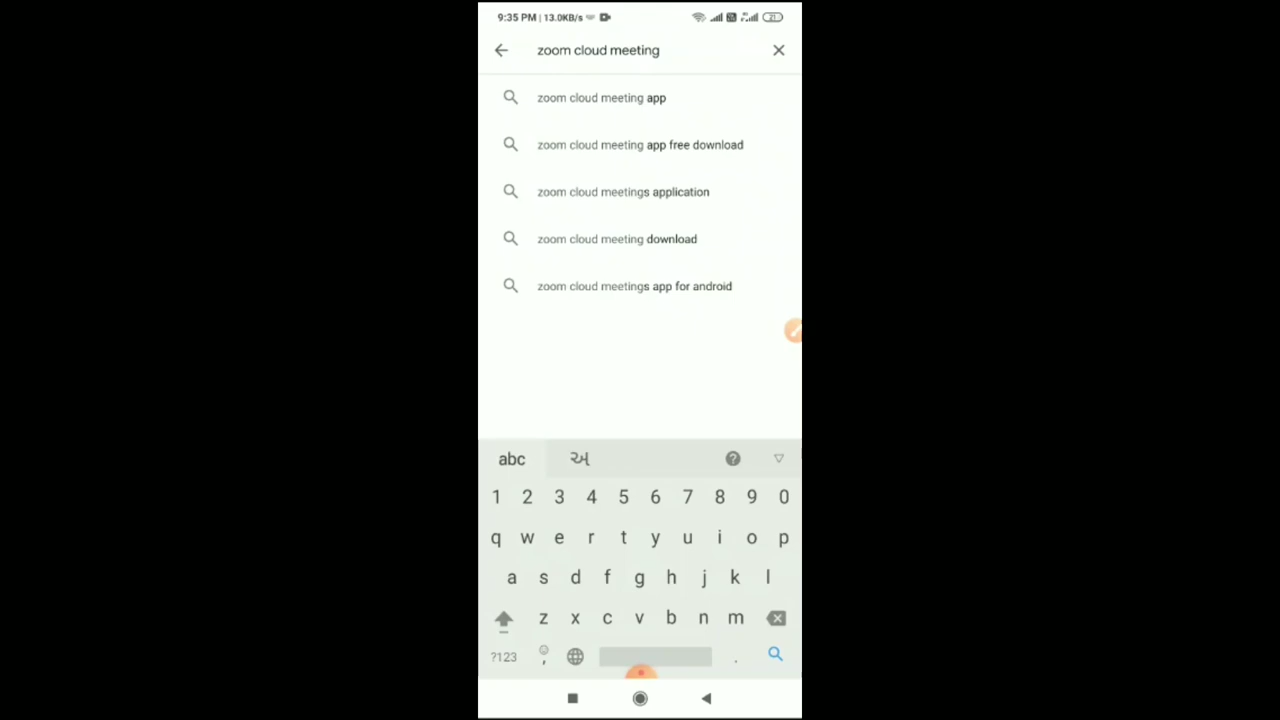 9:35 PM | 13.0KB/s
21
zoom cloud meeting
zoom cloud meeting app
zoom cloud meeting app free download
zoom cloud meetings application
zoom cloud meeting download
zoom cloud meetings app for android
abc અ
1 2 3 4 5 6 7 8 9 0
q w e r t y u i o p
a s d f g h j k l
z x c v b n m
?123 , .